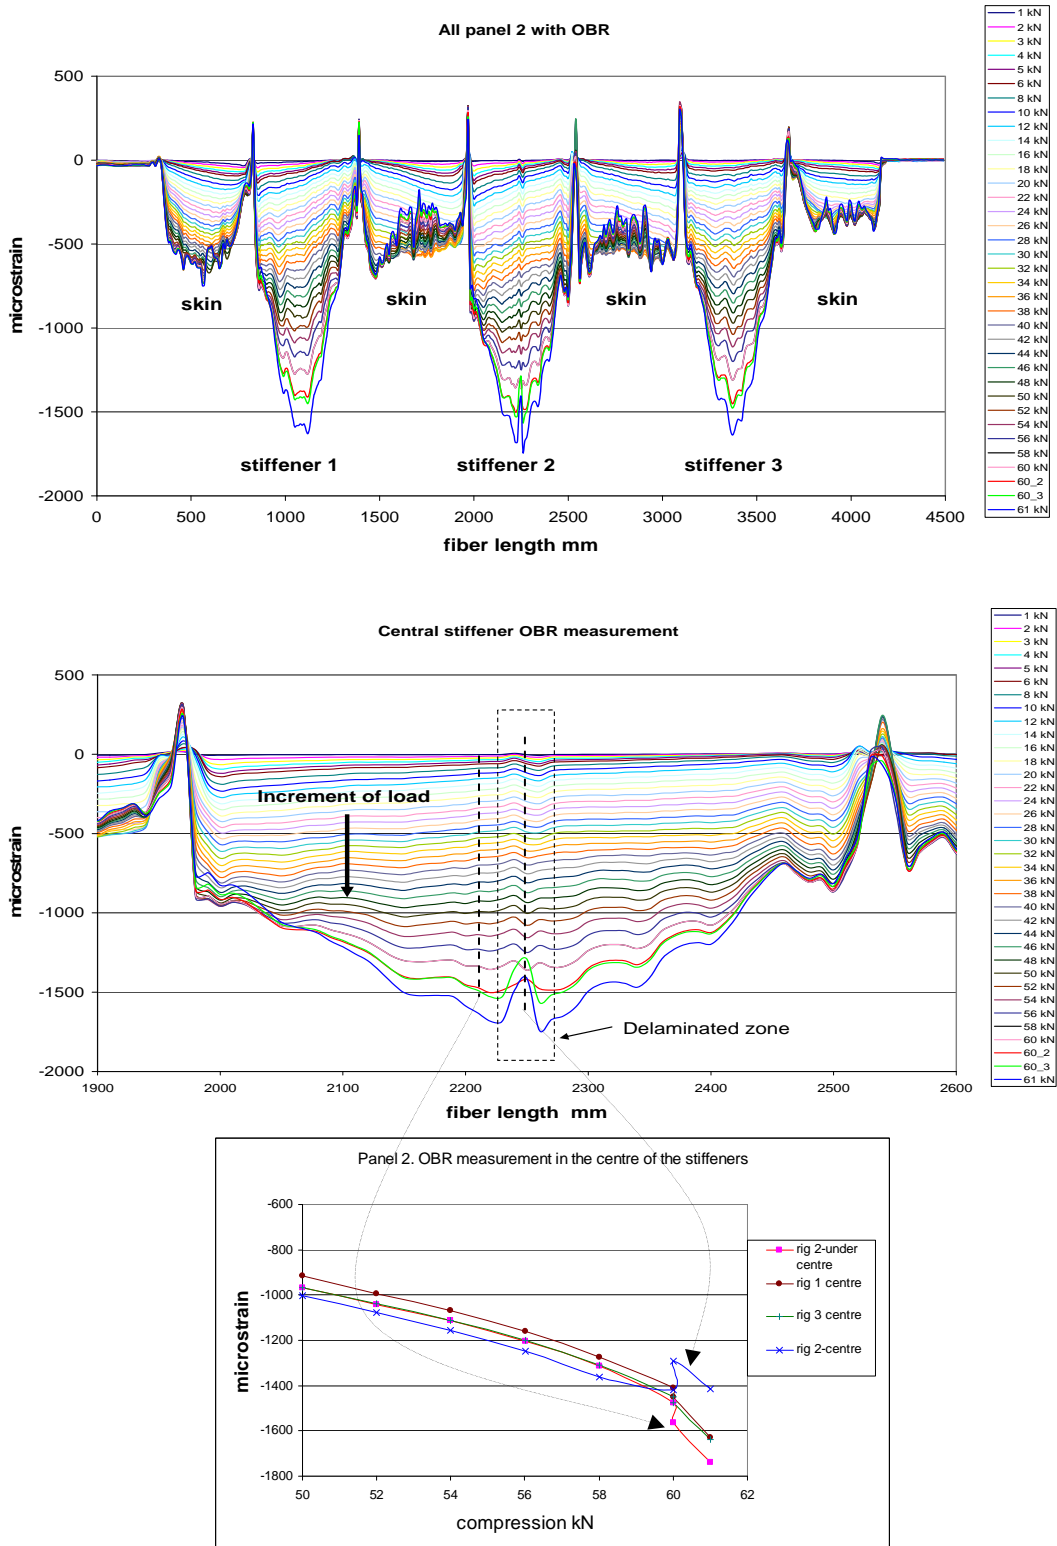 All panel 2 with OBR
500
0
-500
-1000
-1500
-2000
microstrain
skin
skin
skin
skin
stiffener 1
stiffener 2
stiffener 3
0
500
1000
1500
2000
2500
3000
3500
4000
4500
fiber length mm
1 kN
2 kN
3 kN
4 kN
5 kN
6 kN
8 kN
10 kN
12 kN
14 kN
16 kN
18 kN
20 kN
22 kN
24 kN
26 kN
28 kN
30 kN
32 kN
34 kN
36 kN
38 kN
40 kN
42 kN
44 kN
46 kN
48 kN
50 kN
52 kN
54 kN
56 kN
58 kN
60 kN
60_2
60_3
61 kN
Central stiffener OBR measurement
500
0
-500
-1000
-1500
-2000
microstrain
Increment of load
Delaminated zone
1900
2000
2100
2200
2300
2400
2500
2600
fiber length mm
1 kN
2 kN
3 kN
4 kN
5 kN
6 kN
8 kN
10 kN
12 kN
14 kN
16 kN
18 kN
20 kN
22 kN
24 kN
26 kN
28 kN
30 kN
32 kN
34 kN
36 kN
38 kN
40 kN
42 kN
44 kN
46 kN
48 kN
50 kN
52 kN
54 kN
56 kN
58 kN
60 kN
60_2
60_3
61 kN
Panel 2. OBR measurement in the centre of the stiffeners
-600
-800
-1000
-1200
-1400
-1600
-1800
microstrain
50
52
54
56
58
60
62
compression kN
rig 2-under
centre
rig 1 centre
rig 3 centre
rig 2-centre